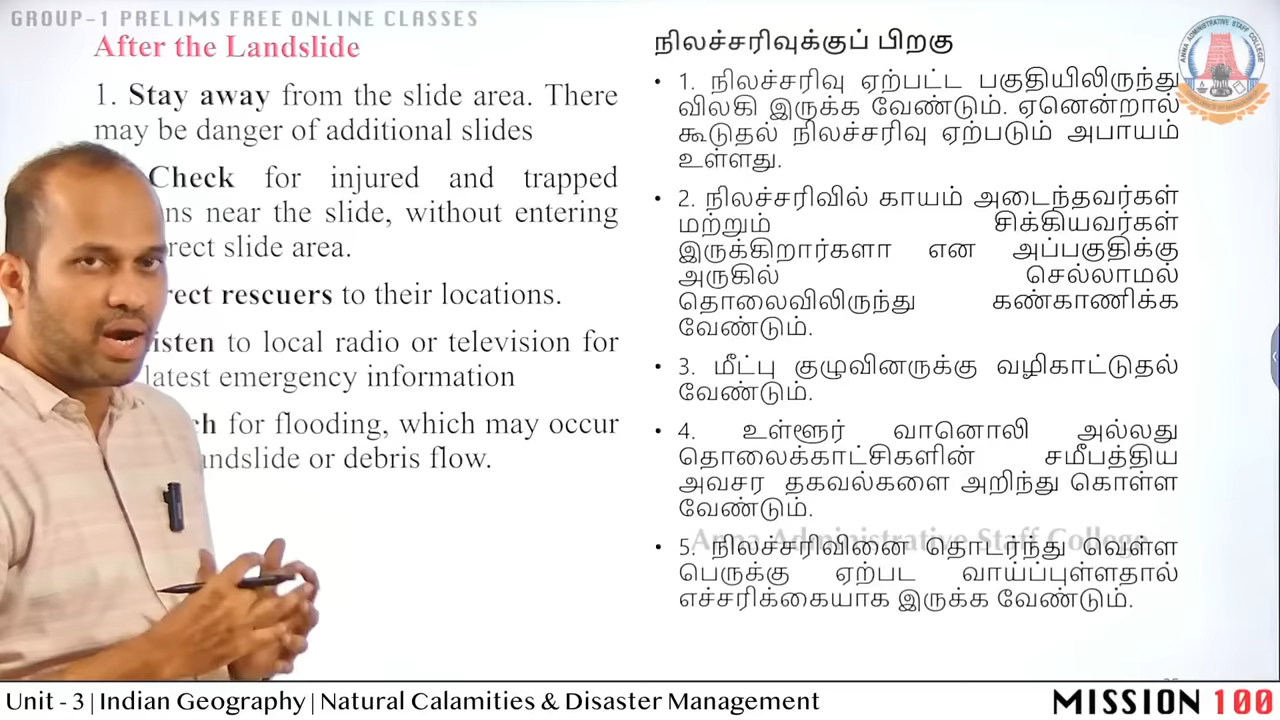 GROUP-1 PRELIMS FREE ONLINE CLASSES
After the Landslide
1. Stay away from the slide area. There
may be danger of additional slides
Check for injured and trapped
near the slide, without entering
slide area.
rescuers to their locations.
to local radio or television for
latest emergency information
for flooding, which may occur
or debris flow.
நிலச்சரிவுக்குப் பிறகு
• 1. நிலச்சரிவு ஏற்பட்ட பகுதியிலிருந்து
விலகி இருக்க வேண்டும். ஏனென்றால்
கூடுதல் நிலச்சரிவு ஏற்படும் அபாயம்
உள்ளது.
• 2. நிலச்சரிவில் காயம் அடைந்தவர்கள்
மற்றும் சிக்கியவர்கள்
இருக்கிறார்களா என அப்பகுதிக்கு
அருகில் செல்லாமல்
தொலைவிலிருந்து கண்காணிக்க
வேண்டும்.
• 3. மீட்பு குழுவினருக்கு வழிகாட்டுதல்
வேண்டும்.
• 4. உள்ளூர் வானொலி அல்லது
தொலைக்காட்சிகளின் சமீபத்திய
அவசர தகவல்களை அறிந்து கொள்ள
வேண்டும்.
Anna Administrative Staff College
• 5. நிலச்சரிவினை தொடர்ந்து வெள்ள
பெருக்கு ஏற்பட வாய்ப்புள்ளதால்
எச்சரிக்கையாக இருக்க வேண்டும்.
ANNA ADMINISTRATIVE STAFF COLLEGE
Unit - 3 | Indian Geography | Natural Calamities & Disaster Management
MISSION 100